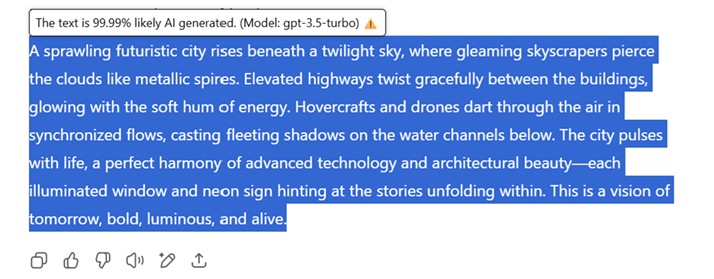 The text is 99.99% likely AI generated. (Model: gpt-3.5-turbo) ⚠️
A sprawling futuristic city rises beneath a twilight sky, where gleaming skyscrapers pierce
the clouds like metallic spires. Elevated highways twist gracefully between the buildings,
glowing with the soft hum of energy. Hovercrafts and drones dart through the air in
synchronized flows, casting fleeting shadows on the water channels below. The city pulses
with life, a perfect harmony of advanced technology and architectural beauty—each
illuminated window and neon sign hinting at the stories unfolding within. This is a vision of
tomorrow, bold, luminous, and alive.